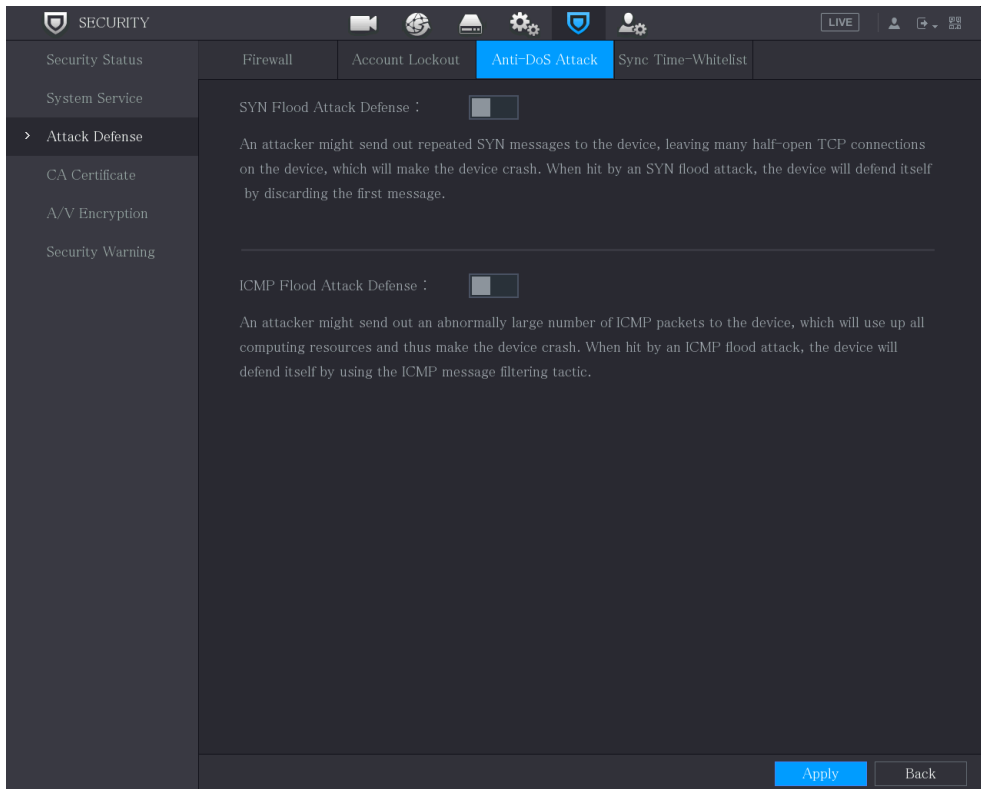 SECURITY
LIVE
Security Status
System Service
Attack Defense
CA Certificate
A/V Encryption
Security Warning
Firewall
Account Lockout
Anti-DoS Attack
Sync Time-Whitelist
SYN Flood Attack Defense :
An attacker might send out repeated SYN messages to the device, leaving many half-open TCP connections
on the device, which will make the device crash. When hit by an SYN flood attack, the device will defend itself
by discarding the first message.
ICMP Flood Attack Defense :
An attacker might send out an abnormally large number of ICMP packets to the device, which will use up all
computing resources and thus make the device crash. When hit by an ICMP flood attack, the device will
defend itself by using the ICMP message filtering tactic.
Apply
Back